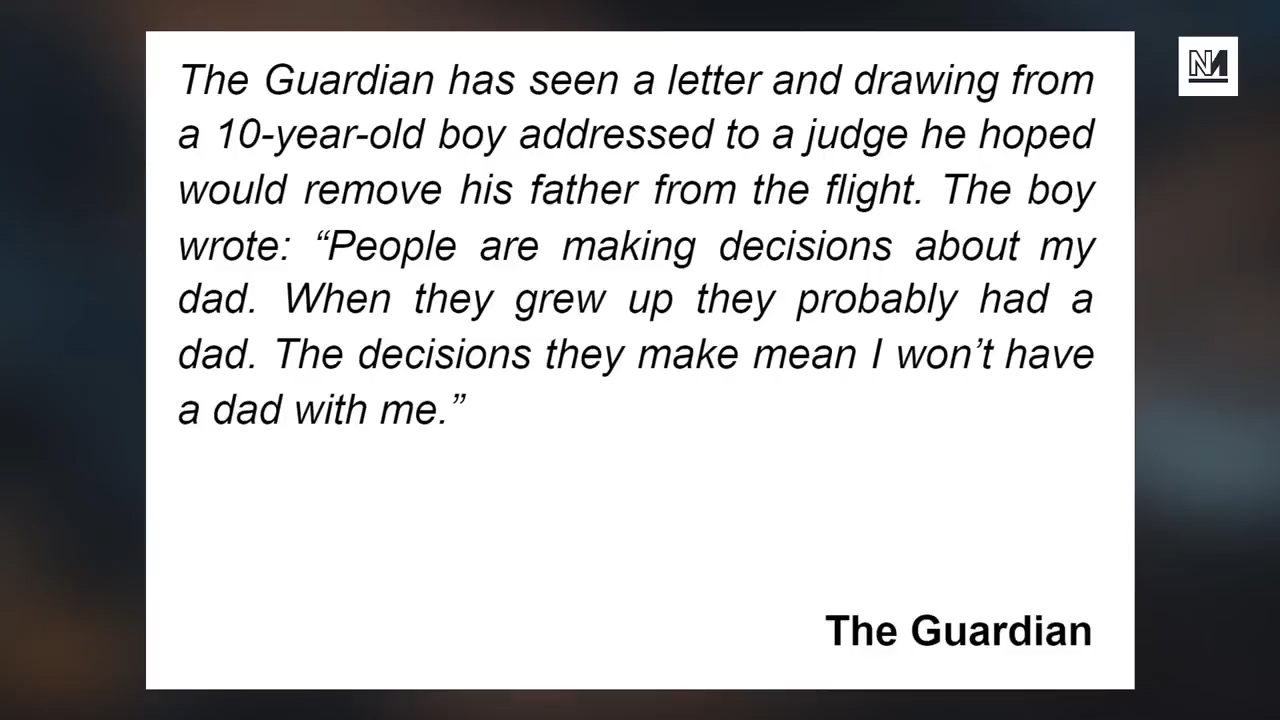 The Guardian has seen a letter and drawing from
a 10-year-old boy addressed to a judge he hoped
would remove his father from the flight. The boy
wrote: “People are making decisions about my
dad. When they grew up they probably had a
dad. The decisions they make mean I won’t have
a dad with me.”
The Guardian
NM